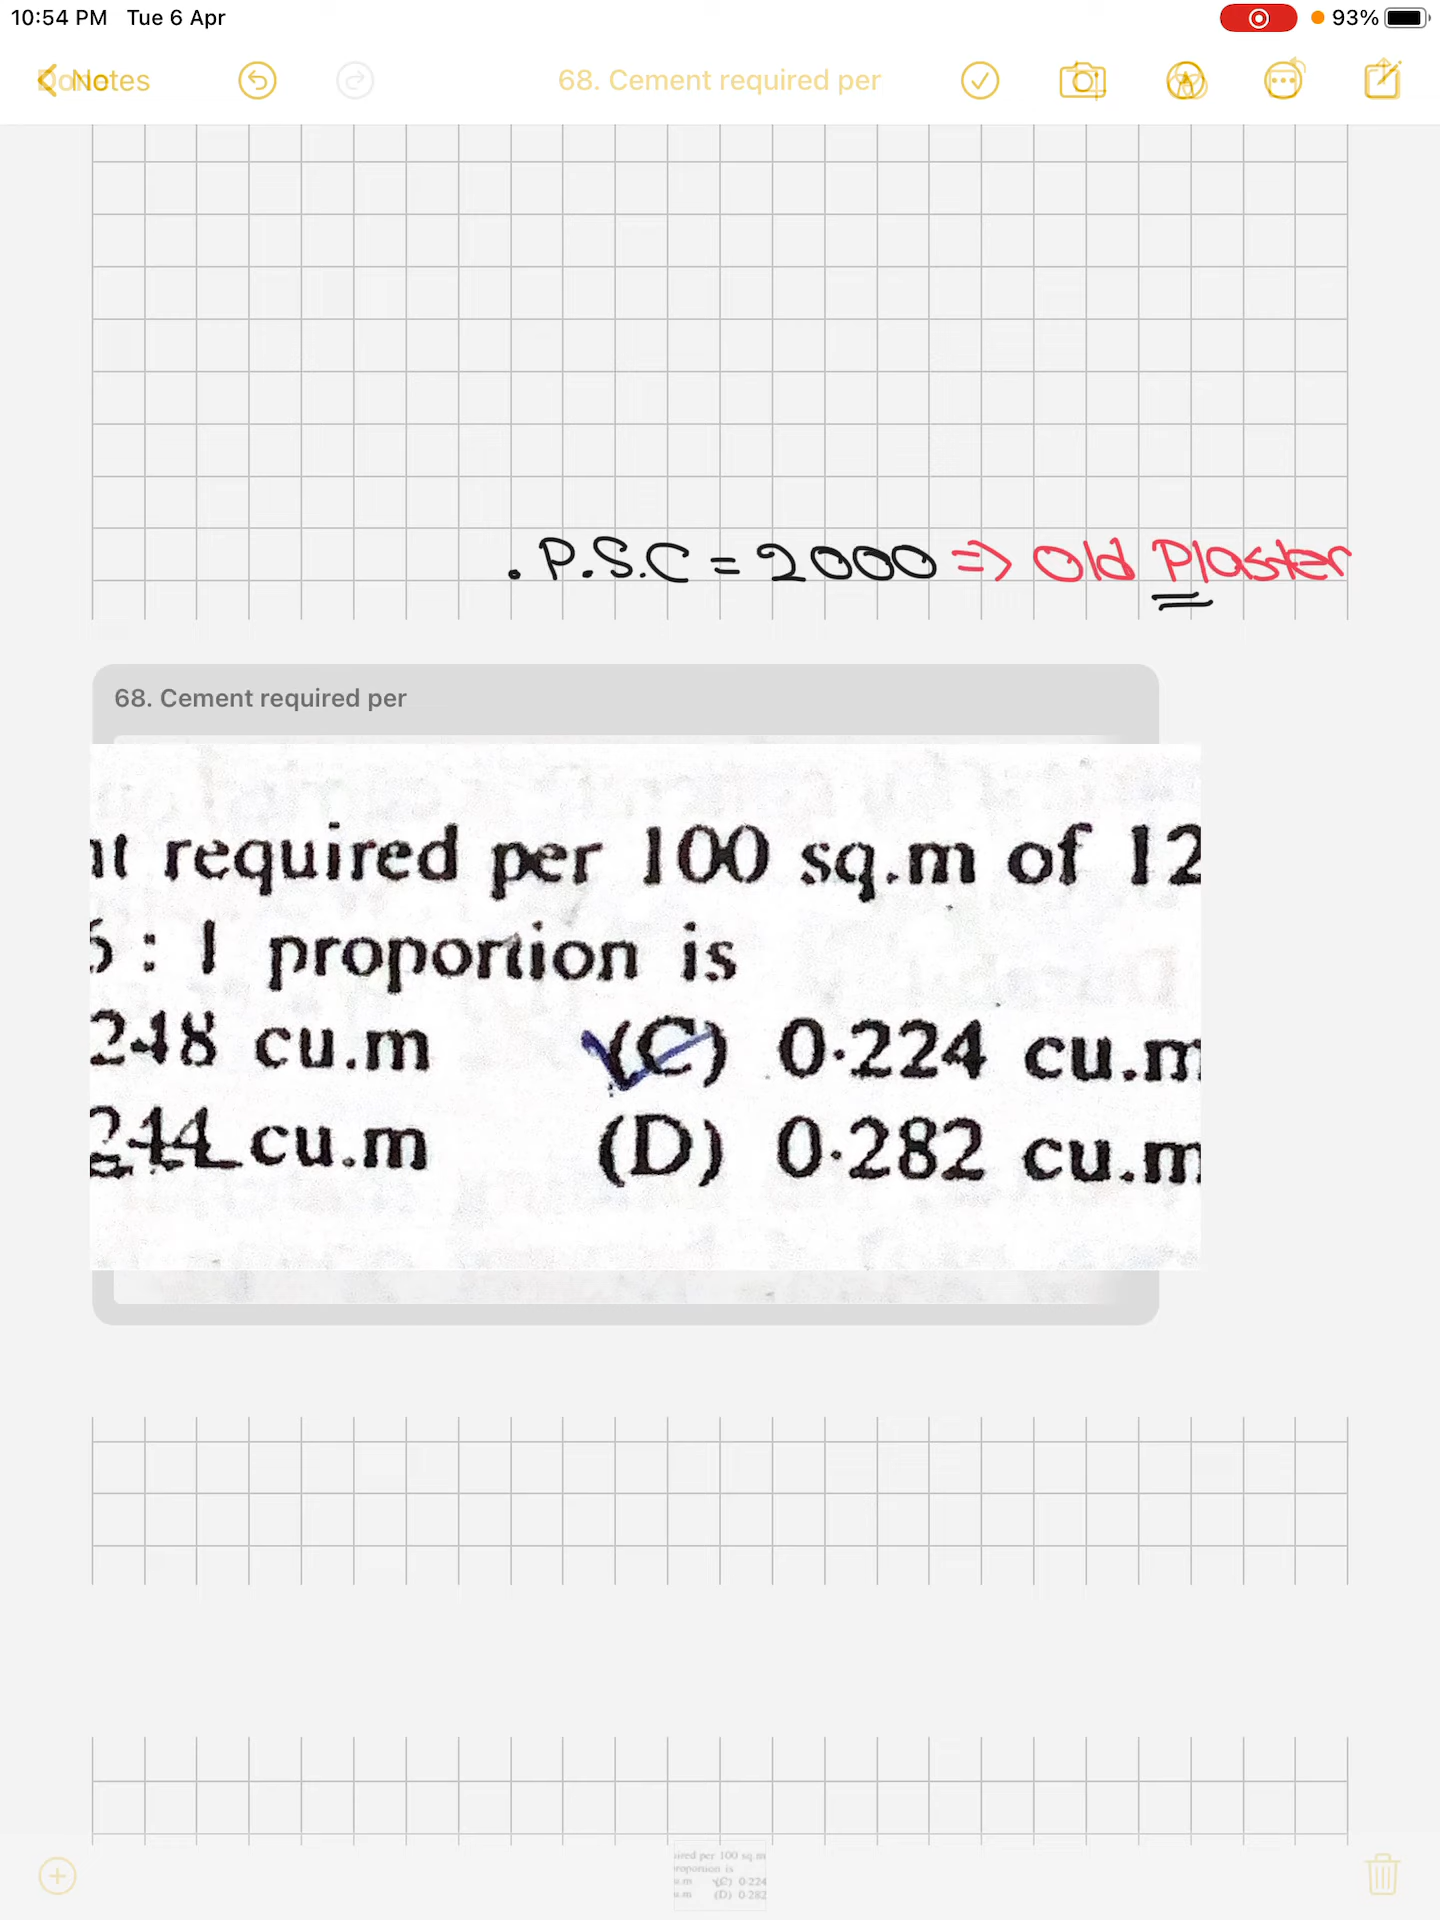 10:54 PM Tue 6 Apr 93%
Notes 68. Cement required per
. P.S.C = 2000 => Old Plaster
68. Cement required per
required per 100 sq.m of 12
: 1 proportion is
248 cu.m (C) 0·224 cu.m
244 cu.m (D) 0·282 cu.m